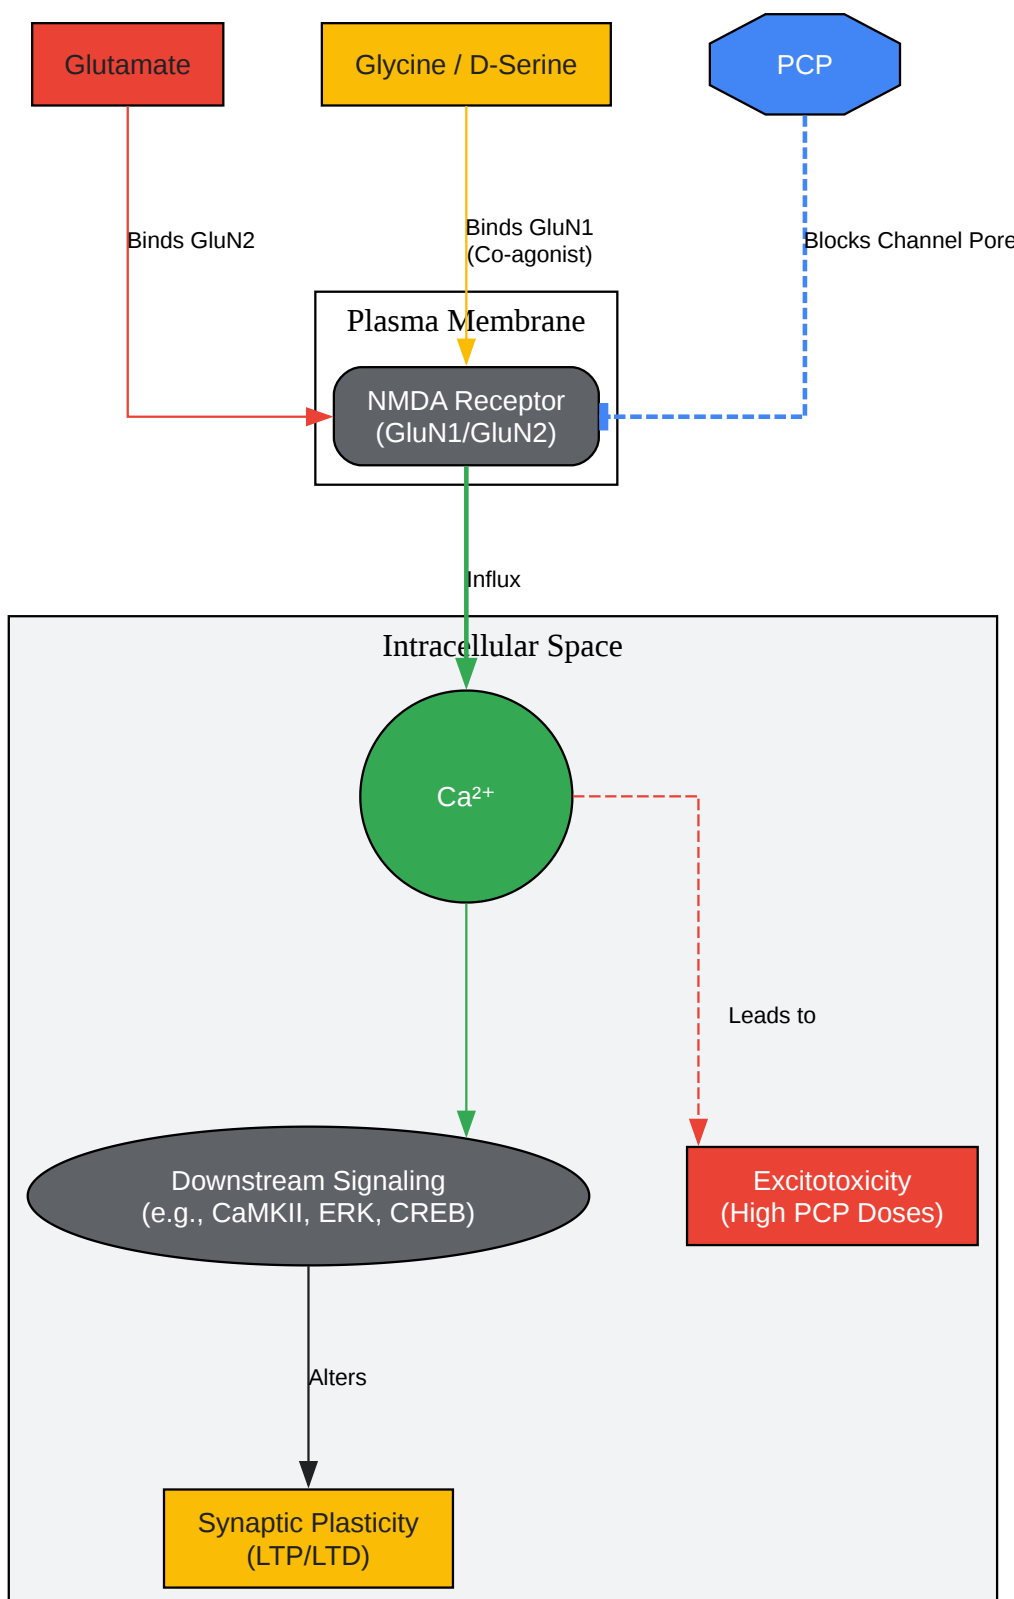 Glutamate
Glycine / D-Serine
PCP
Binds GluN2
Binds GluN1
(Co-agonist)
Blocks Channel Pore
Plasma Membrane
NMDA Receptor
(GluN1/GluN2)
Influx
Intracellular Space
Ca²⁺
Leads to
Downstream Signaling
(e.g., CaMKII, ERK, CREB)
Excitotoxicity
(High PCP Doses)
Alters
Synaptic Plasticity
(LTP/LTD)